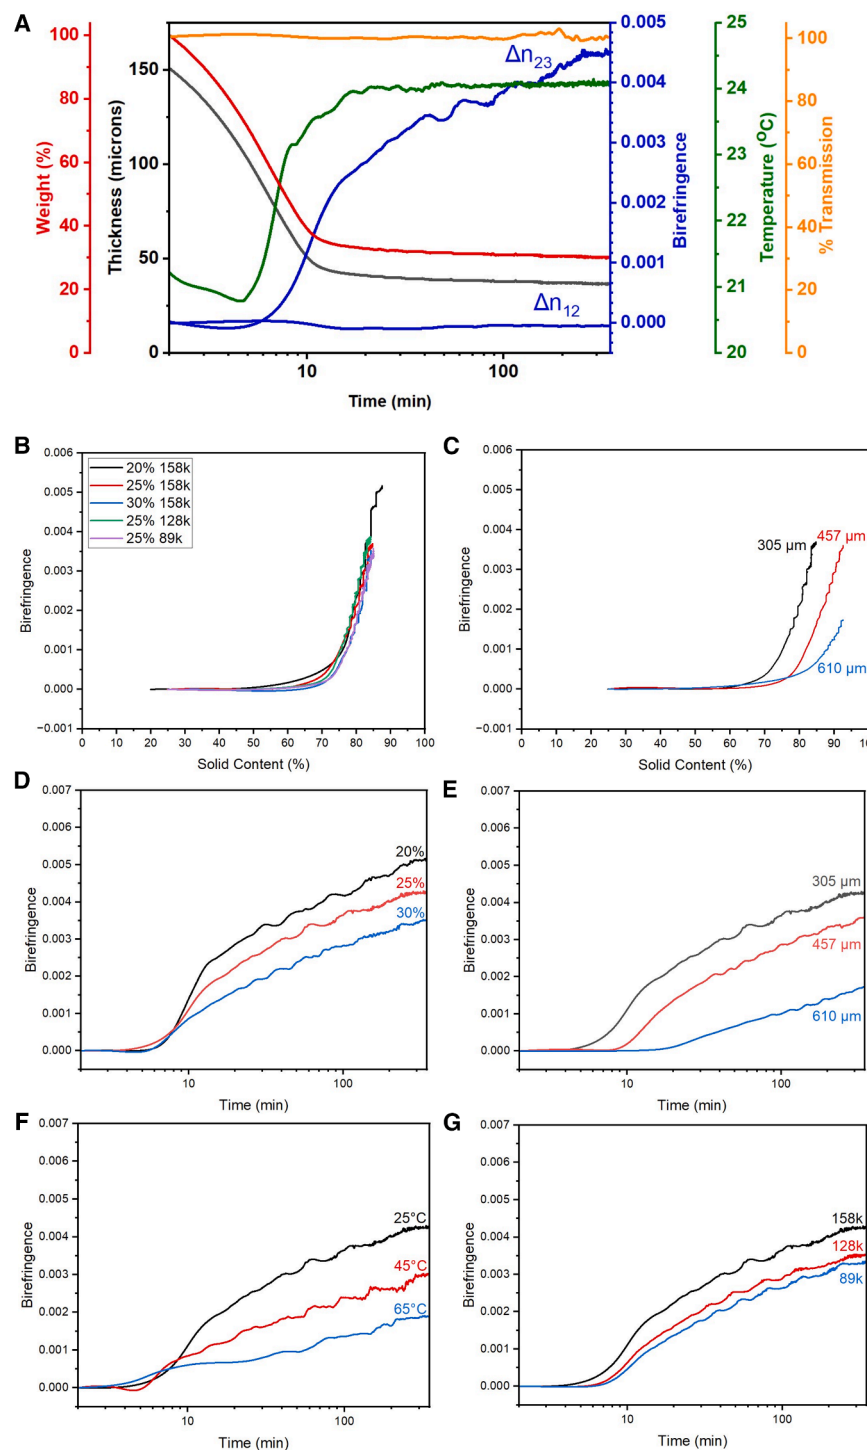 A
Weight (%)
100
80
60
40
20
0
Thickness (microns)
150
100
50
0
Δn23
Δn12
10
100
Time (min)
0.005
0.004
0.003
0.002
0.001
0.000
Birefringence
25
24
23
22
21
20
Temperature (°C)
100
80
60
40
20
0
% Transmission
B
0.006
0.005
0.004
0.003
0.002
0.001
0.000
−0.001
Birefringence
20% 158k
25% 158k
30% 158k
25% 128k
25% 89k
0 10 20 30 40 50 60 70 80 90 100
Solid Content (%)
C
0.006
0.005
0.004
0.003
0.002
0.001
0.000
−0.001
Birefringence
305 µm
457 µm
610 µm
20 30 40 50 60 70 80 90 100
Solid Content (%)
D
0.007
0.006
0.005
0.004
0.003
0.002
0.001
0.000
Birefringence
20%
25%
30%
10 100
Time (min)
E
0.007
0.006
0.005
0.004
0.003
0.002
0.001
0.000
Birefringence
305 µm
457 µm
610 µm
10 100
Time (min)
F
0.007
0.006
0.005
0.004
0.003
0.002
0.001
0.000
Birefringence
25°C
45°C
65°C
10 100
Time (min)
G
0.007
0.006
0.005
0.004
0.003
0.002
0.001
0.000
Birefringence
158k
128k
89k
10 100
Time (min)